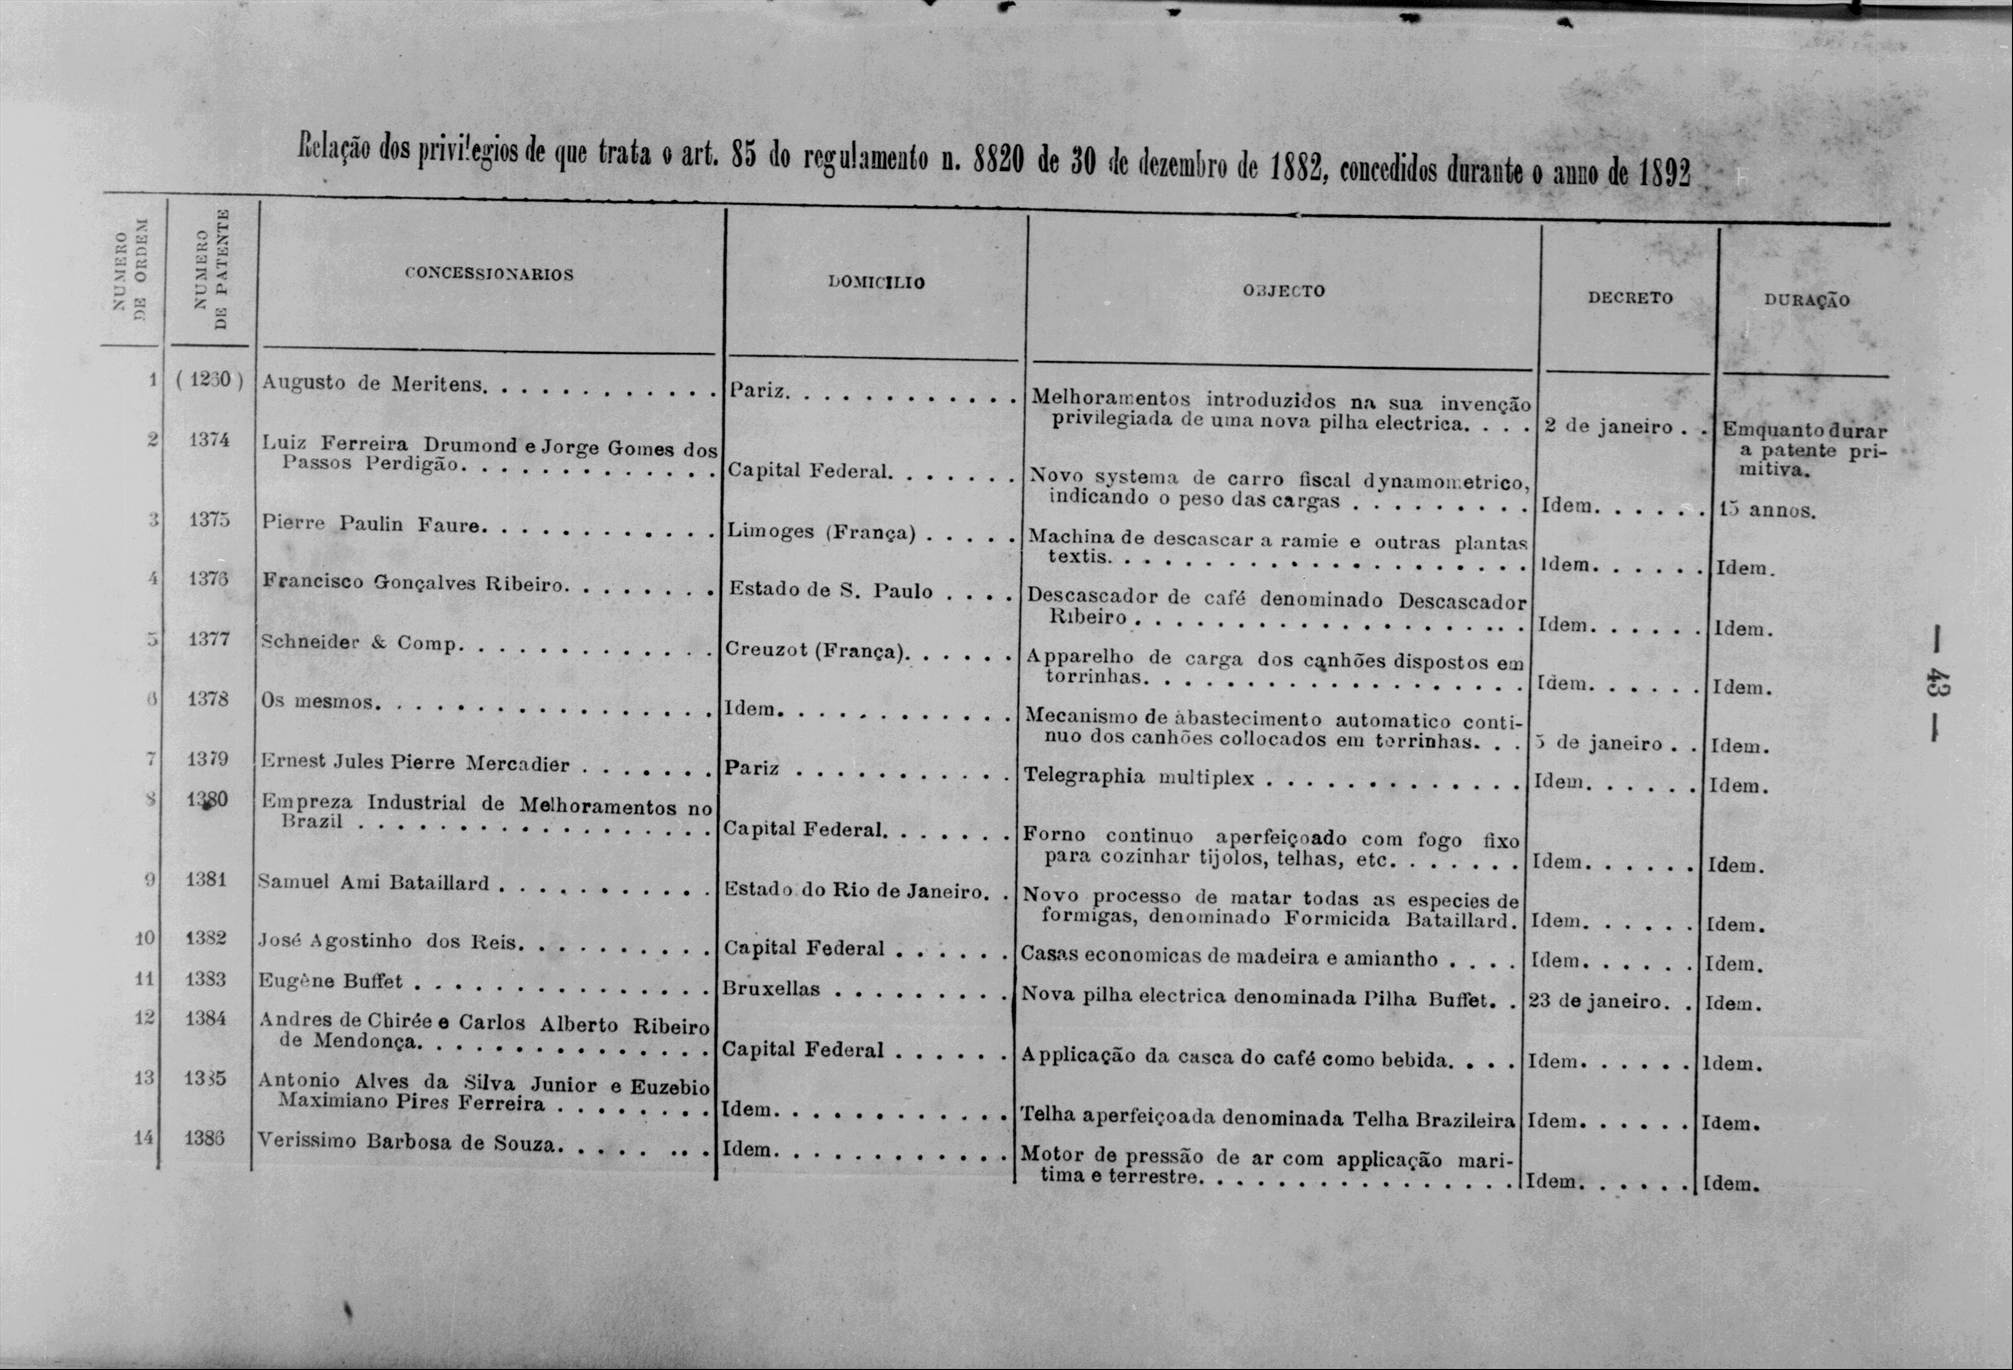 Relação dos privilegios de que trata o art. 85 do regulamento n. 8820 de 30 de dezembro de 1882, concedidos durante o anno de 1892
NUMERO DE ORDEM NUMERO DE PATENTE CONCESSIONARIOS DOMICILIO OBJECTO DECRETO DURAÇÃO
1 (1260) Augusto de Meritens. Pariz. Melhoramentos introduzidos na sua invenção
privilegiada de uma nova pilha electrica. 2 de janeiro . . Emquanto durar
a patente pri-
mitiva.
2 1374 Luiz Ferreira Drumond e Jorge Gomes dos
Passos Perdigão. Capital Federal. Novo systema de carro fiscal dynamometrico,
indicando o peso das cargas . Idem. 15 annos.
3 1375 Pierre Paulin Faure. Limoges (França) . Machina de descascar a ramie e outras plantas
textis. Idem. Idem.
4 1376 Francisco Gonçalves Ribeiro. Estado de S. Paulo . Descascador de café denominado Descascador
Ribeiro . Idem. Idem.
5 1377 Schneider & Comp. Creuzot (França). Apparelho de carga dos canhões dispostos em
torrinhas. Idem. Idem.
6 1378 Os mesmos. Idem. Mecanismo de abastecimento automatico conti-
nuo dos canhões collocados em torrinhas. 5 de janeiro . . Idem.
7 1379 Ernest Jules Pierre Mercadier . Pariz . Telegraphia multiplex . Idem. Idem.
8 1380 Empreza Industrial de Melhoramentos no
Brazil . Capital Federal. Forno continuo aperfeiçoado com fogo fixo
para cozinhar tijolos, telhas, etc. Idem. Idem.
9 1381 Samuel Ami Bataillard . Estado do Rio de Janeiro. . Novo processo de matar todas as especies de
formigas, denominado Formicida Bataillard. Idem. Idem.
10 1382 José Agostinho dos Reis. Capital Federal . Casas economicas de madeira e amiantho . Idem. Idem.
11 1383 Eugène Buffet . Bruxellas . Nova pilha electrica denominada Pilha Buffet. . 23 de janeiro. . Idem.
12 1384 Andres de Chirée e Carlos Alberto Ribeiro
de Mendonça. Capital Federal . Applicação da casca do café como bebida. Idem. Idem.
13 1385 Antonio Alves da Silva Junior e Euzebio
Maximiano Pires Ferreira . Idem. Telha aperfeiçoada denominada Telha Brazileira Idem. Idem.
14 1386 Verissimo Barbosa de Souza. Idem. Motor de pressão de ar com applicação mari-
tima e terrestre. Idem. Idem.
— 43 —